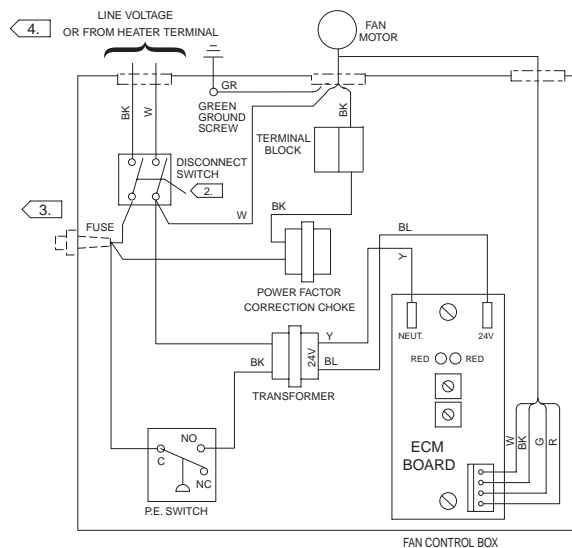 4.
LINE VOLTAGE
OR FROM HEATER TERMINAL
FAN
MOTOR
GR
BK
W
GREEN
GROUND
SCREW
BK
TERMINAL
BLOCK
DISCONNECT
SWITCH
2.
3.
W
FUSE
BK
BL
Y
POWER FACTOR
CORRECTION CHOKE
NEUT.
24V
Y
BK
24V
BL
RED
RED
TRANSFORMER
NO
C
NC
P.E. SWITCH
ECM
BOARD
W
BK
G
R
FAN CONTROL BOX